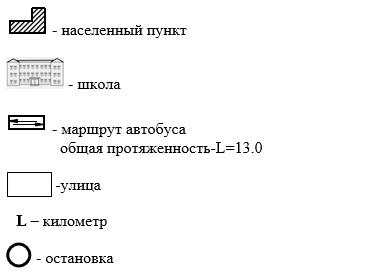 - населенный пункт
- школа
- маршрут автобуса
общая протяженность-L=13.0
-улица
L – километр
- остановка